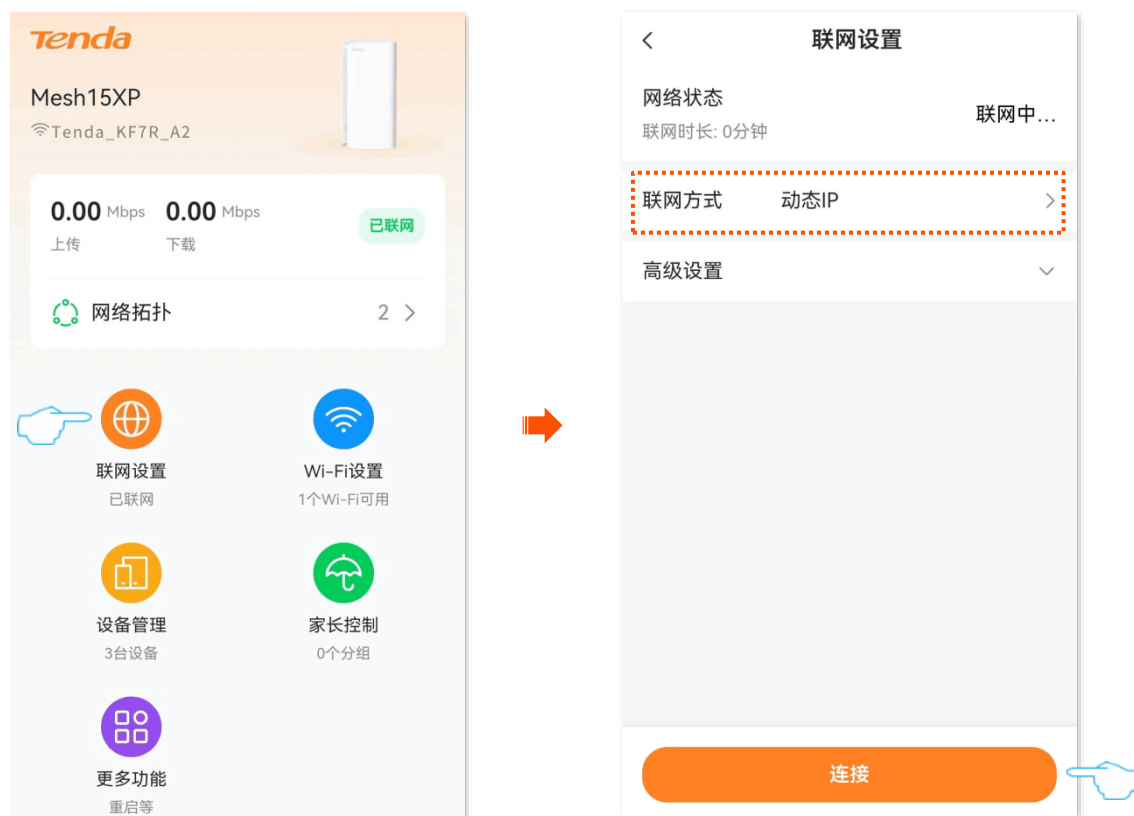 Tenda
Mesh15XP
Tenda_KF7R_A2
0.00 Mbps 0.00 Mbps
上传 下载
已联网
网络拓扑 2
联网设置
已联网
Wi-Fi设置
1个Wi-Fi可用
设备管理
3台设备
家长控制
0个分组
更多功能
重启等
联网设置
网络状态
联网时长: 0分钟
联网中...
联网方式 动态IP
高级设置
连接